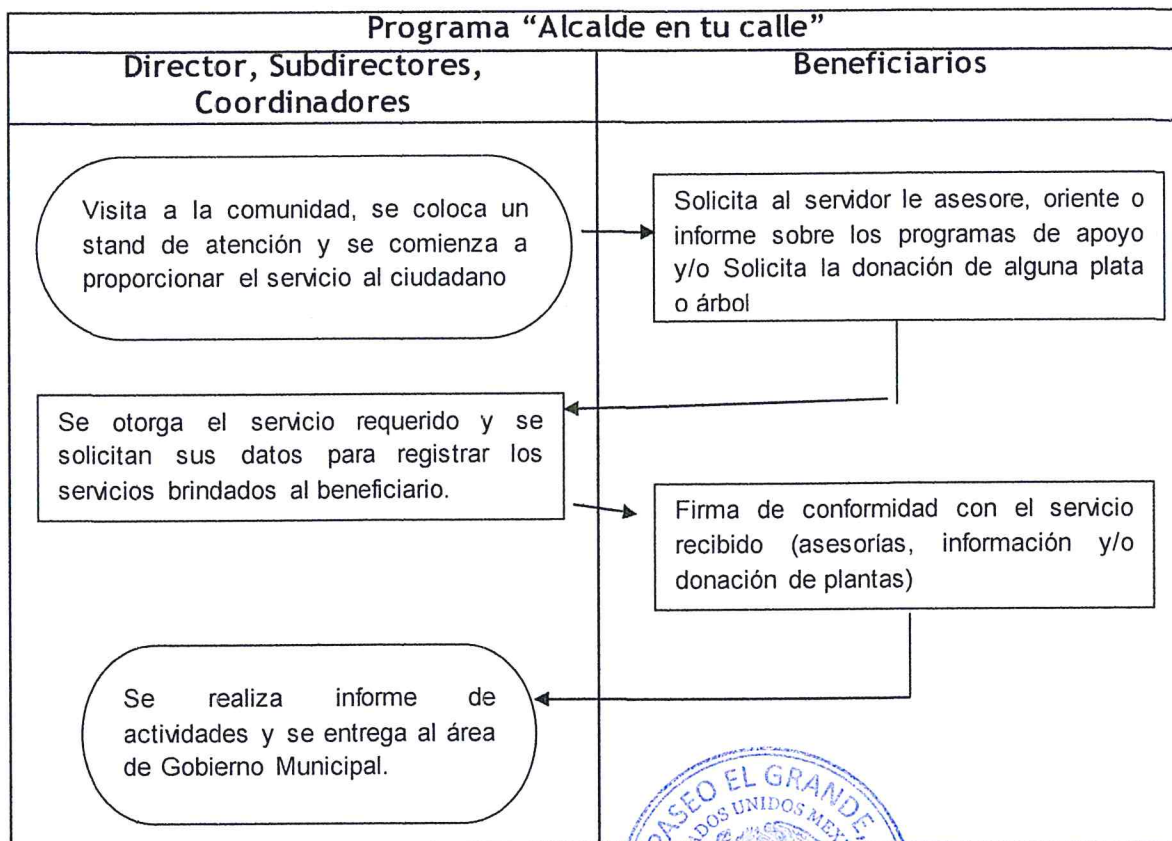 Programa “Alcalde en tu calle”
Director, Subdirectores,
Coordinadores
Beneficiarios
Visita a la comunidad, se coloca un
stand de atención y se comienza a
proporcionar el servicio al ciudadano
Solicita al servidor le asesore, oriente o
informe sobre los programas de apoyo
y/o Solicita la donación de alguna plata
o árbol
Se otorga el servicio requerido y se
solicitan sus datos para registrar los
servicios brindados al beneficiario.
Firma de conformidad con el servicio
recibido (asesorías, información y/o
donación de plantas)
Se realiza informe de
actividades y se entrega al área
de Gobierno Municipal.
PASEO EL GRANDE,
UNIDOS